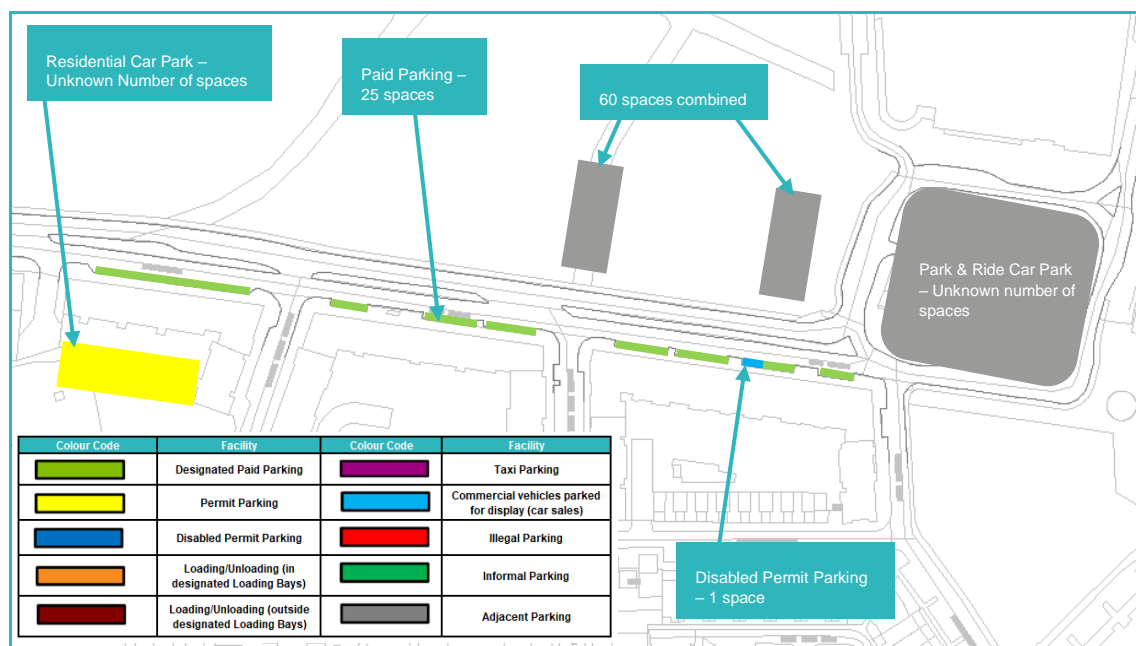 Residential Car Park –
Unknown Number of spaces
Paid Parking –
25 spaces
60 spaces combined
Park & Ride Car Park
– Unknown number of
spaces
Disabled Permit Parking
– 1 space
Colour Code Facility Colour Code Facility
Designated Paid Parking
Taxi Parking
Permit Parking
Commercial vehicles parked
for display (car sales)
Disabled Permit Parking
Illegal Parking
Loading/Unloading (in
designated Loading Bays)
Informal Parking
Loading/Unloading (outside
designated Loading Bays)
Adjacent Parking